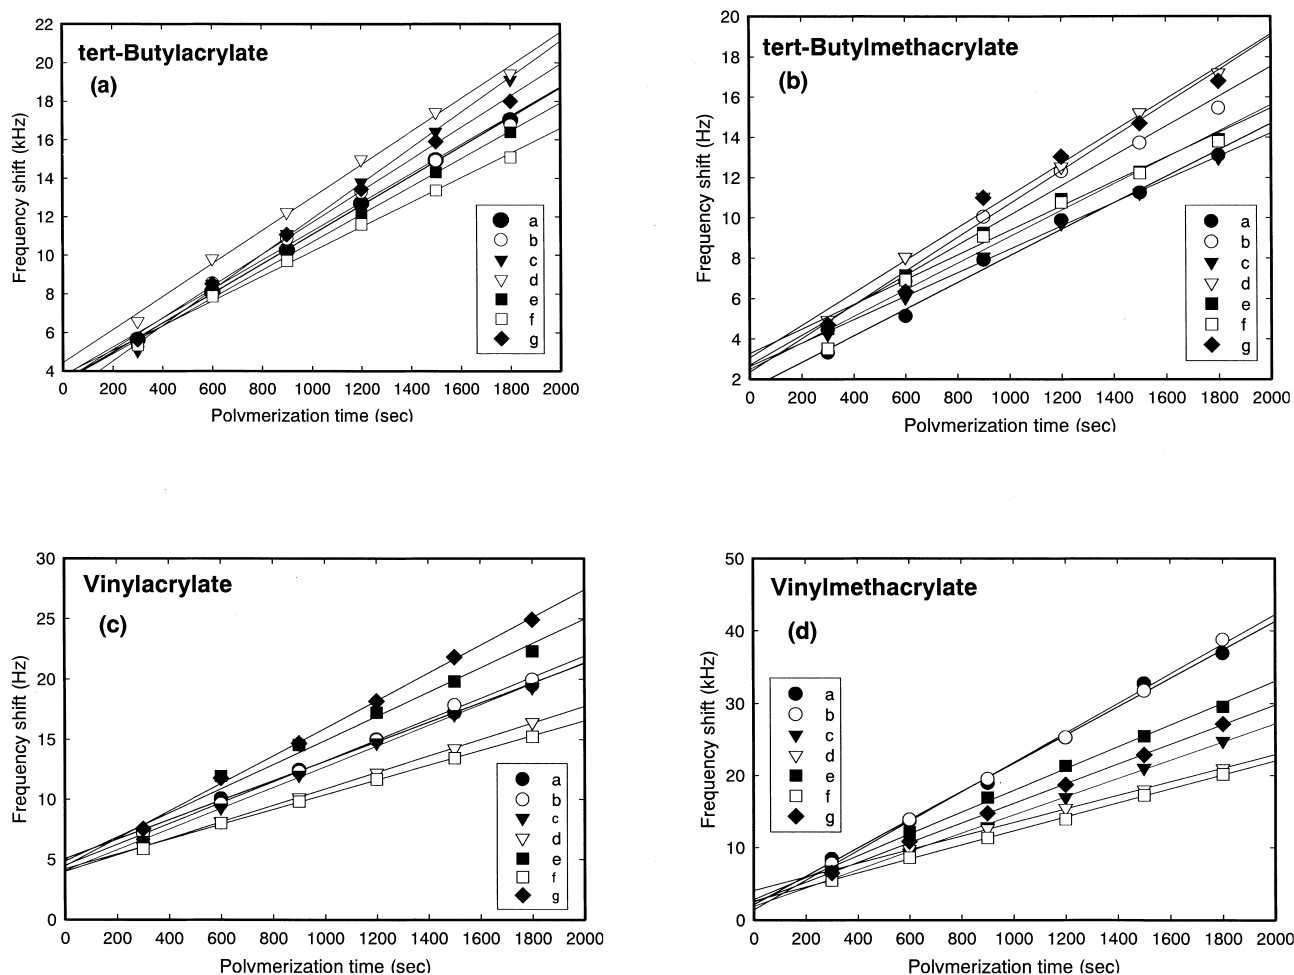 tert-Butylacrylate
(a)
Frequency shift (kHz)
22
20
18
16
14
12
10
8
6
4
0 200 400 600 800 1000 1200 1400 1600 1800 2000
Polvmerization time (sec)
a
b
c
d
e
f
g
tert-Butylmethacrylate
(b)
Frequency shift (Hz)
20
18
16
14
12
10
8
6
4
2
0 200 400 600 800 1000 1200 1400 1600 1800 2000
Polvmerization time (sec)
a
b
c
d
e
f
g
Vinylacrylate
(c)
Frequency shift (Hz)
30
25
20
15
10
5
0
0 200 400 600 800 1000 1200 1400 1600 1800 2000
Polvmerization time (sec)
a
b
c
d
e
f
g
Vinylmethacrylate
(d)
Frequency shift (kHz)
50
40
30
20
10
0
0 200 400 600 800 1000 1200 1400 1600 1800 2000
Polvmerization time (sec)
a
b
c
d
e
f
g